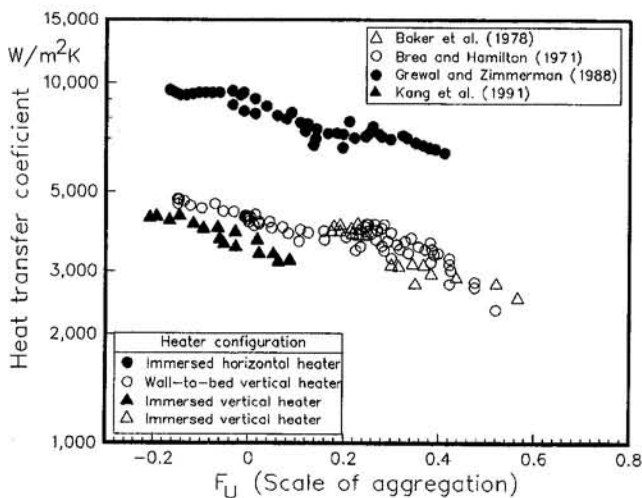 15,000
W/m²K
10,000
5,000
3,000
2,000
1,000
Heat transfer coeficient
Baker et al. (1978)
Brea and Hamilton (1971)
Grewal and Zimmerman (1988)
Kang et al. (1991)
Heater configuration
Immersed horizontal heater
Wall-to-bed vertical heater
Immersed vertical heater
Immersed vertical heater
-0.2 0 0.2 0.4 0.6 0.8
F_U (Scale of aggregation)